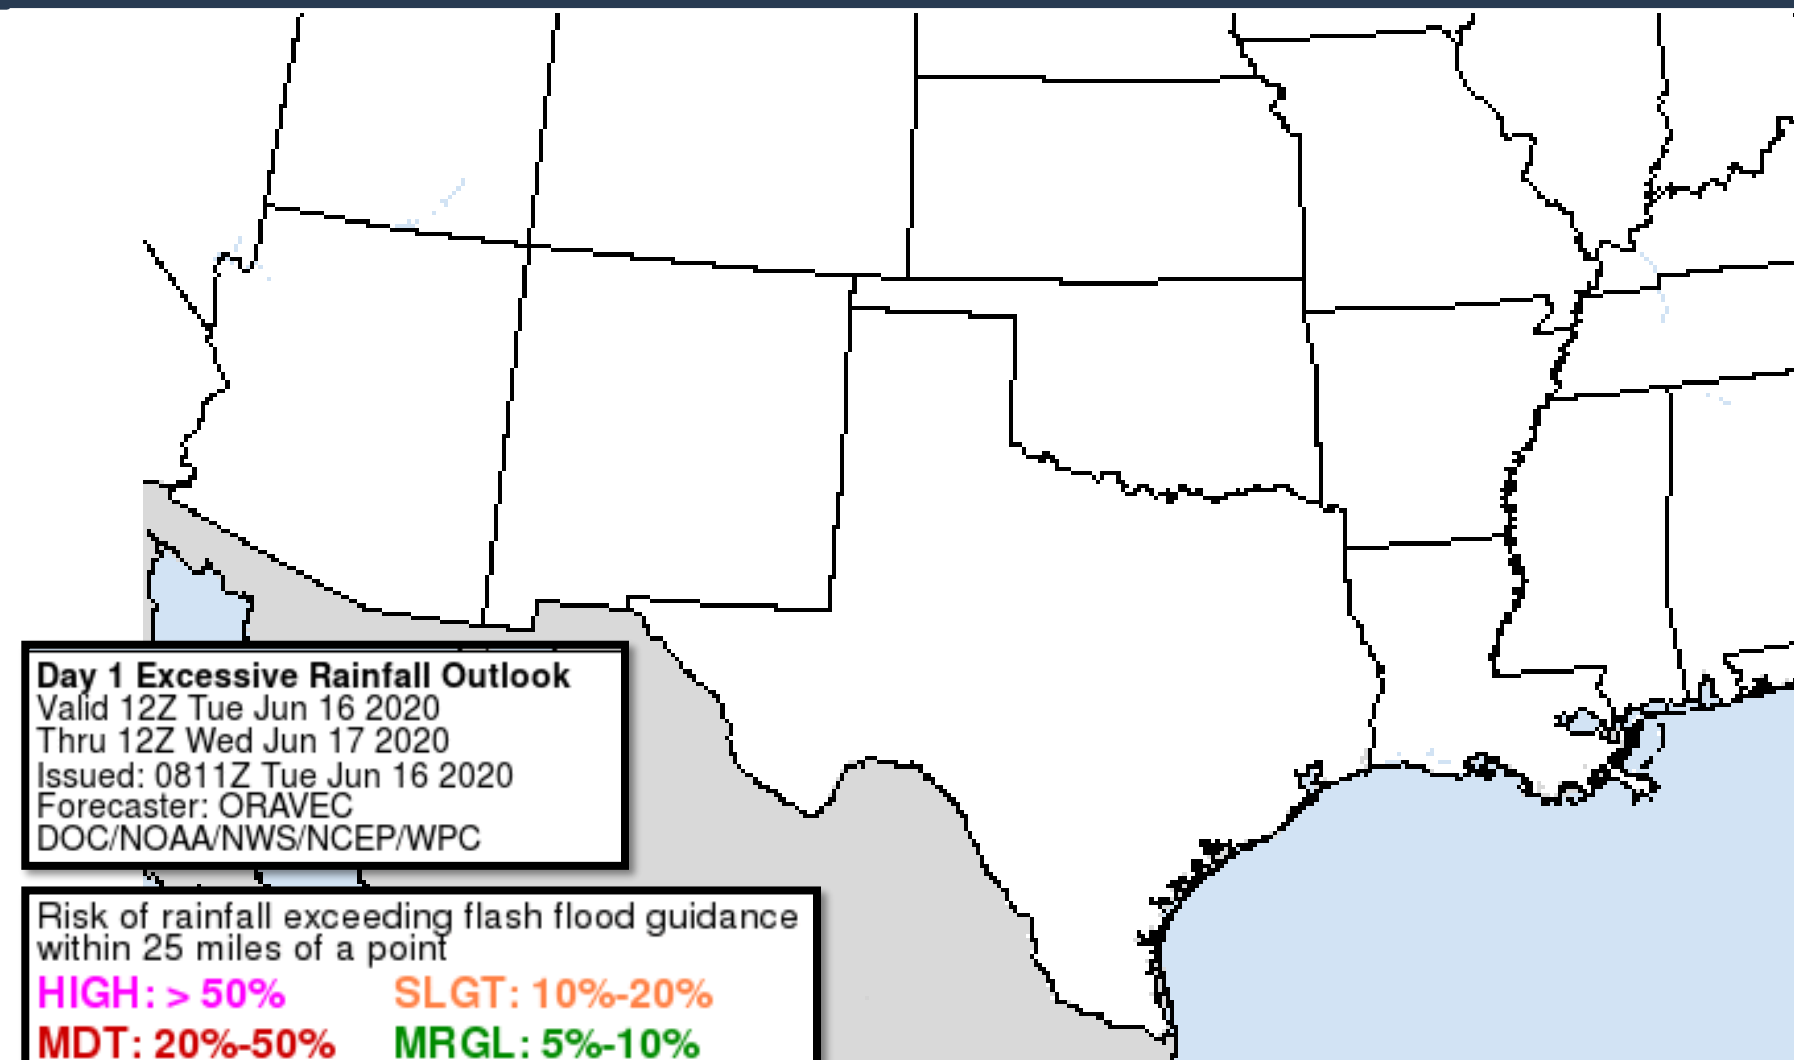 Day 1 Excessive Rainfall Outlook
Valid 12Z Tue Jun 16 2020
Thru 12Z Wed Jun 17 2020
Issued: 0811Z Tue Jun 16 2020
Forecaster: ORAVEC
DOC/NOAA/NWS/NCEP/WPC
Risk of rainfall exceeding flash flood guidance
within 25 miles of a point
HIGH: > 50% SLGT: 10%-20%
MDT: 20%-50% MRGL: 5%-10%